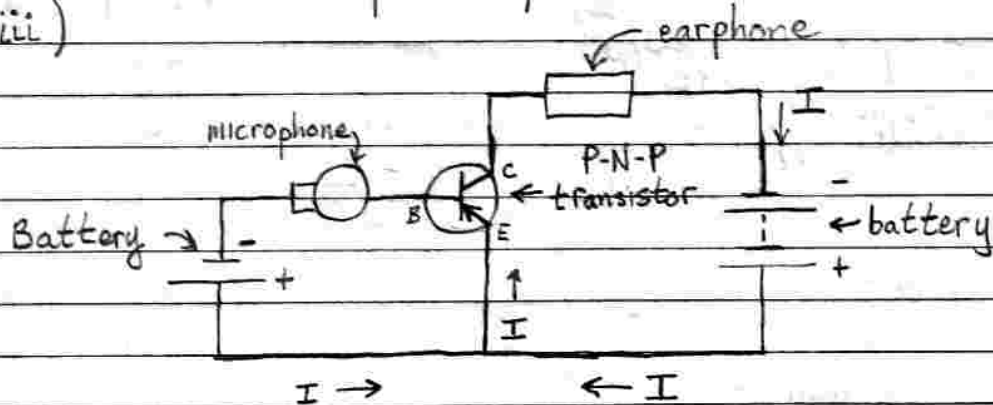 iii)
earphone
I
microphone
C
P-N-P
transistor
B
E
-
battery
+
Battery
-
+
I
I → ← I